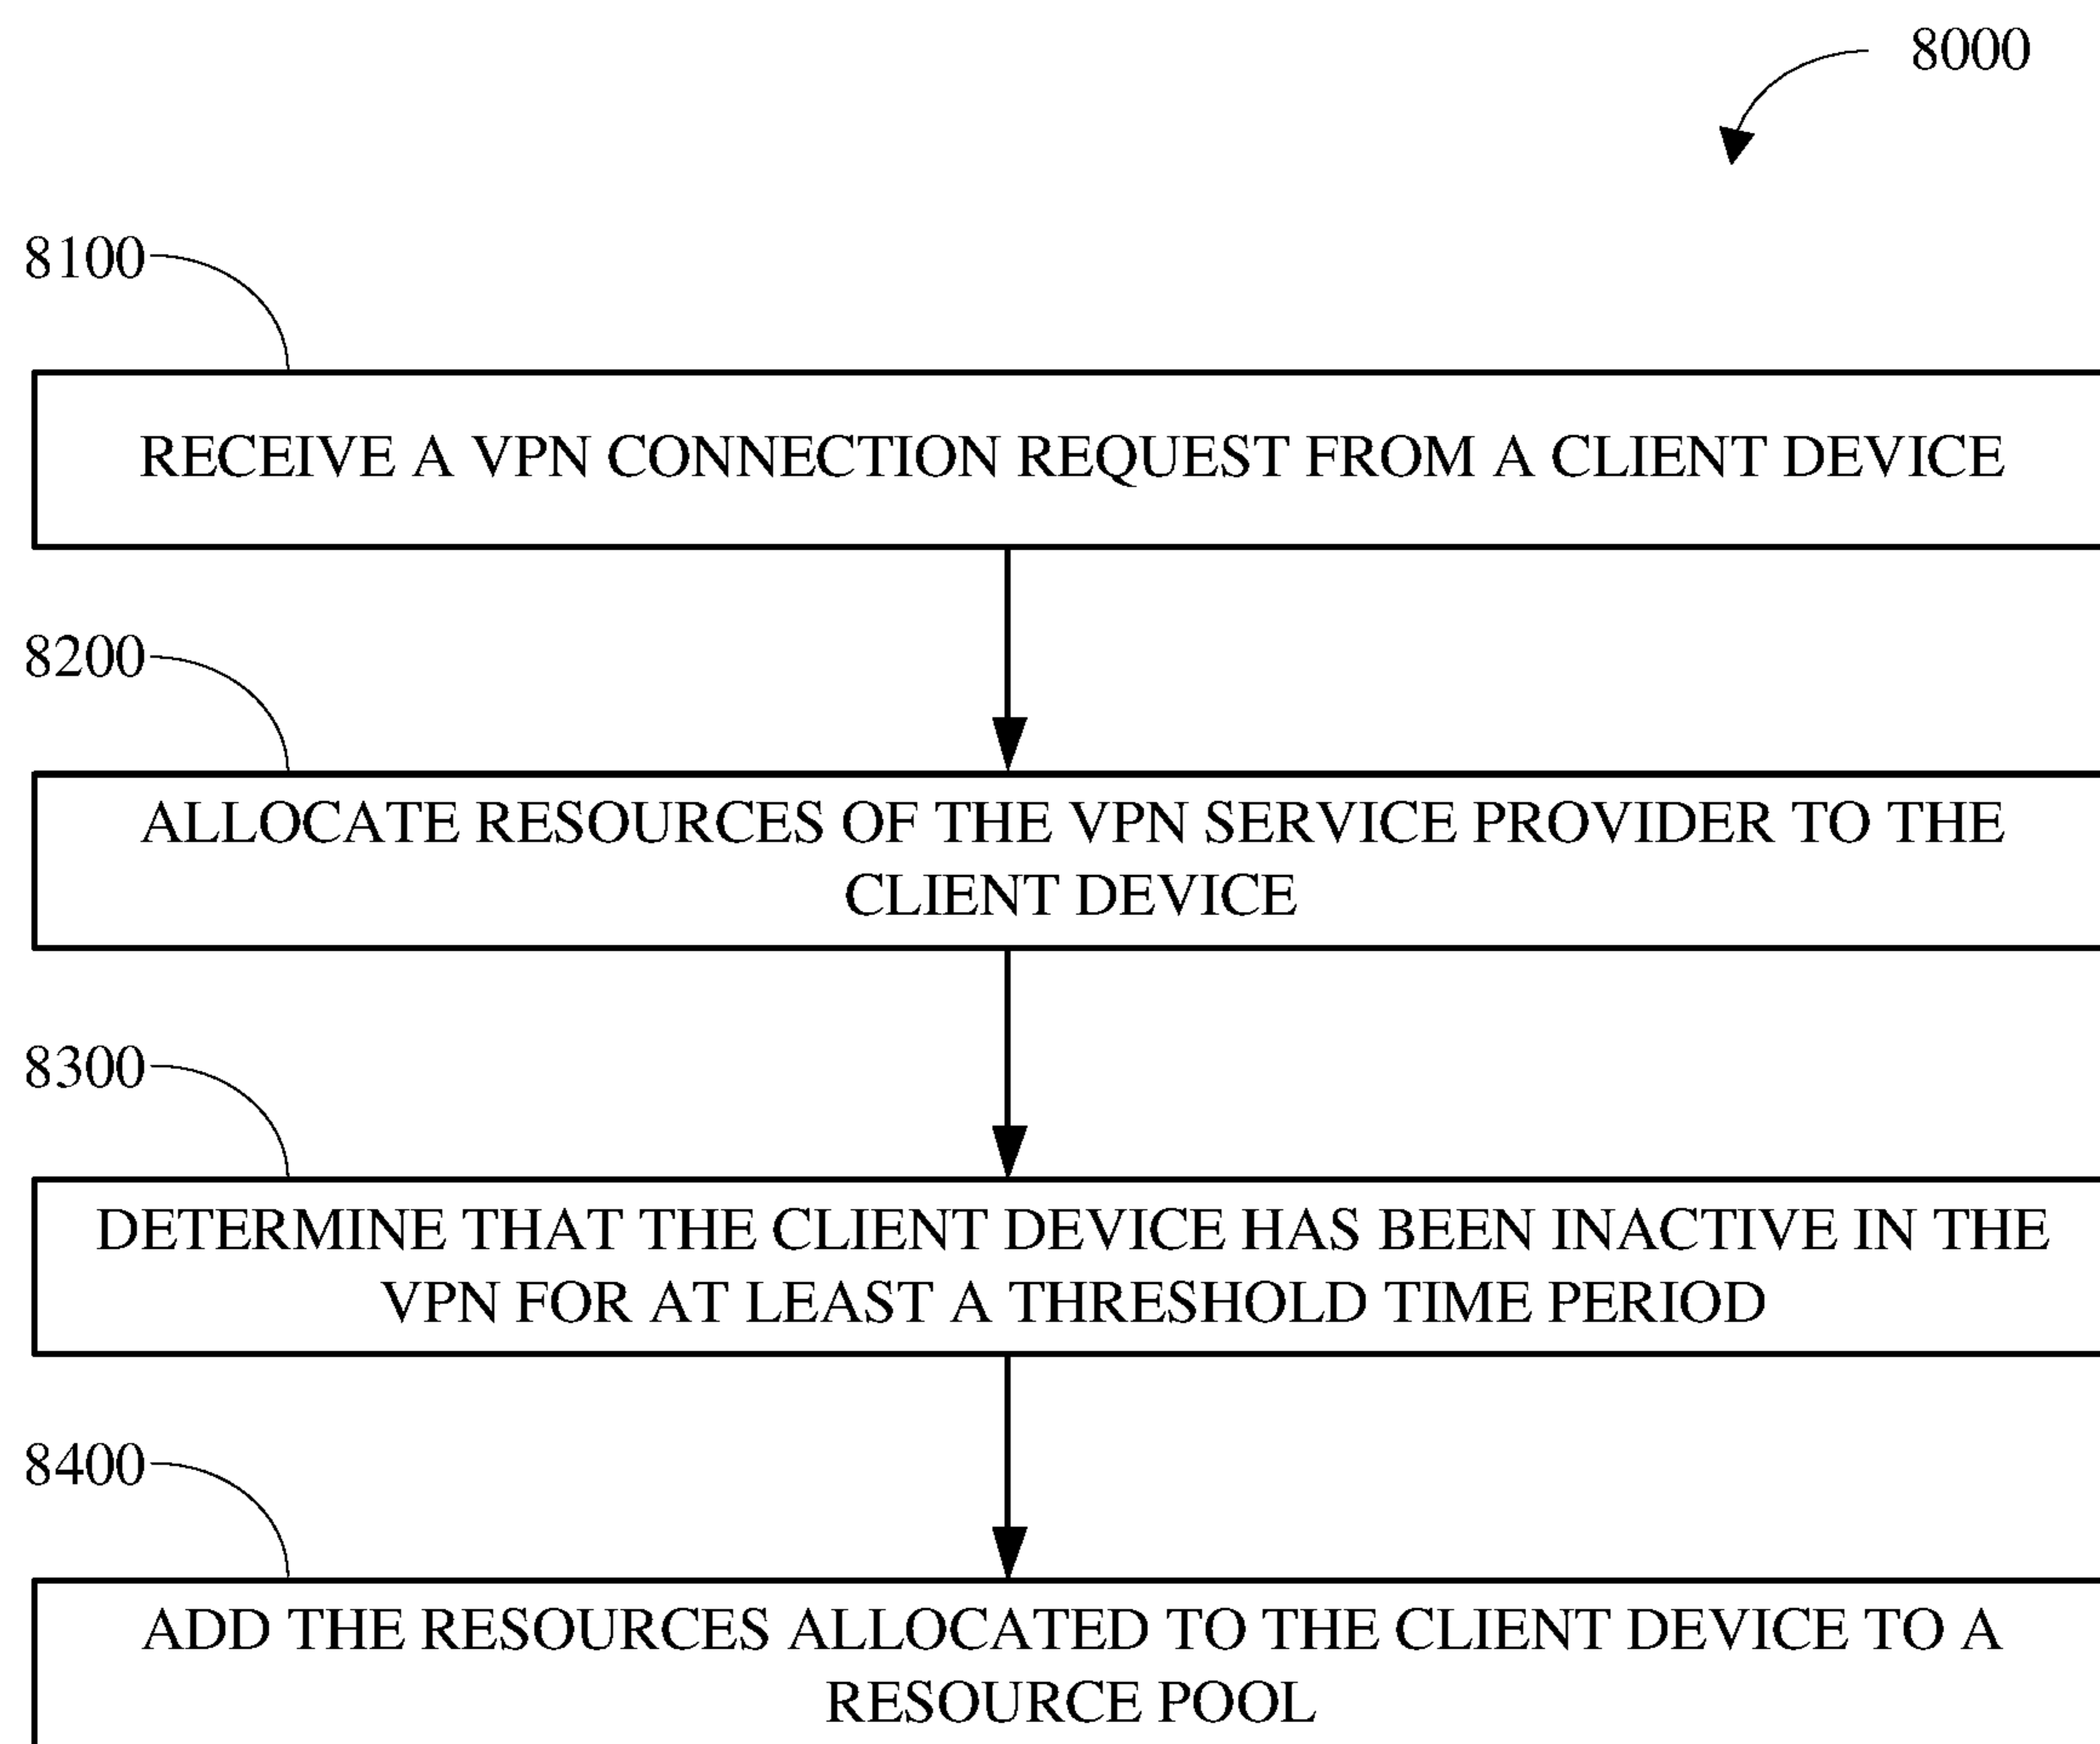 8000
8100
RECEIVE A VPN CONNECTION REQUEST FROM A CLIENT DEVICE
8200
ALLOCATE RESOURCES OF THE VPN SERVICE PROVIDER TO THE
CLIENT DEVICE
8300
DETERMINE THAT THE CLIENT DEVICE HAS BEEN INACTIVE IN THE
VPN FOR AT LEAST A THRESHOLD TIME PERIOD
8400
ADD THE RESOURCES ALLOCATED TO THE CLIENT DEVICE TO A
RESOURCE POOL